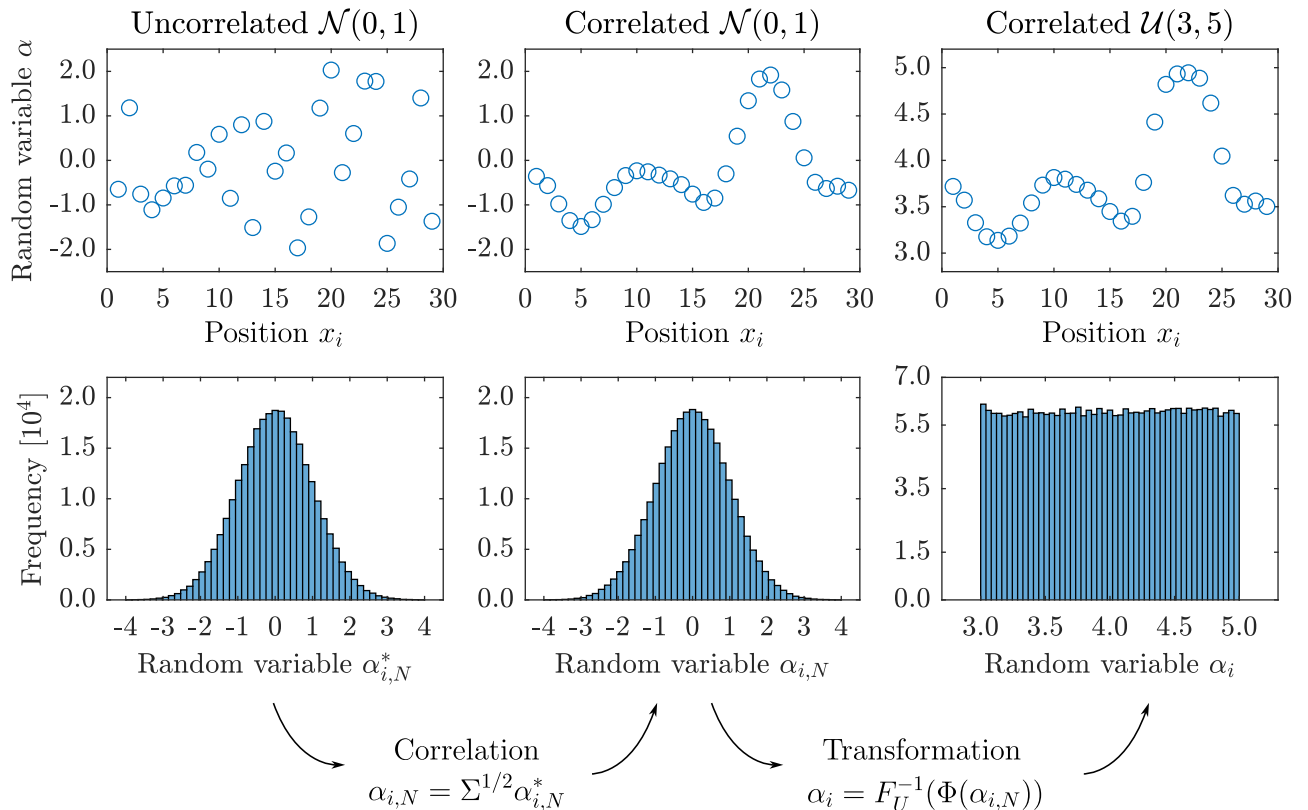 Uncorrelated 𝒩(0, 1)
Correlated 𝒩(0, 1)
Correlated 𝒰(3, 5)
Random variable α
2.0
1.0
0.0
-1.0
-2.0
0 5 10 15 20 25 30
Position xᵢ
2.0
1.0
0.0
-1.0
-2.0
0 5 10 15 20 25 30
Position xᵢ
5.0
4.5
4.0
3.5
3.0
0 5 10 15 20 25 30
Position xᵢ
Frequency [10⁴]
2.0
1.5
1.0
0.5
0.0
-4 -3 -2 -1 0 1 2 3 4
Random variable α*_{i,N}
2.0
1.5
1.0
0.5
0.0
-4 -3 -2 -1 0 1 2 3 4
Random variable α_{i,N}
7.0
5.5
3.5
1.5
0.0
3.0 3.5 4.0 4.5 5.0
Random variable αᵢ
Correlation
α_{i,N} = Σ^{1/2}α*_{i,N}
Transformation
αᵢ = F_U^{-1}(Φ(α_{i,N}))